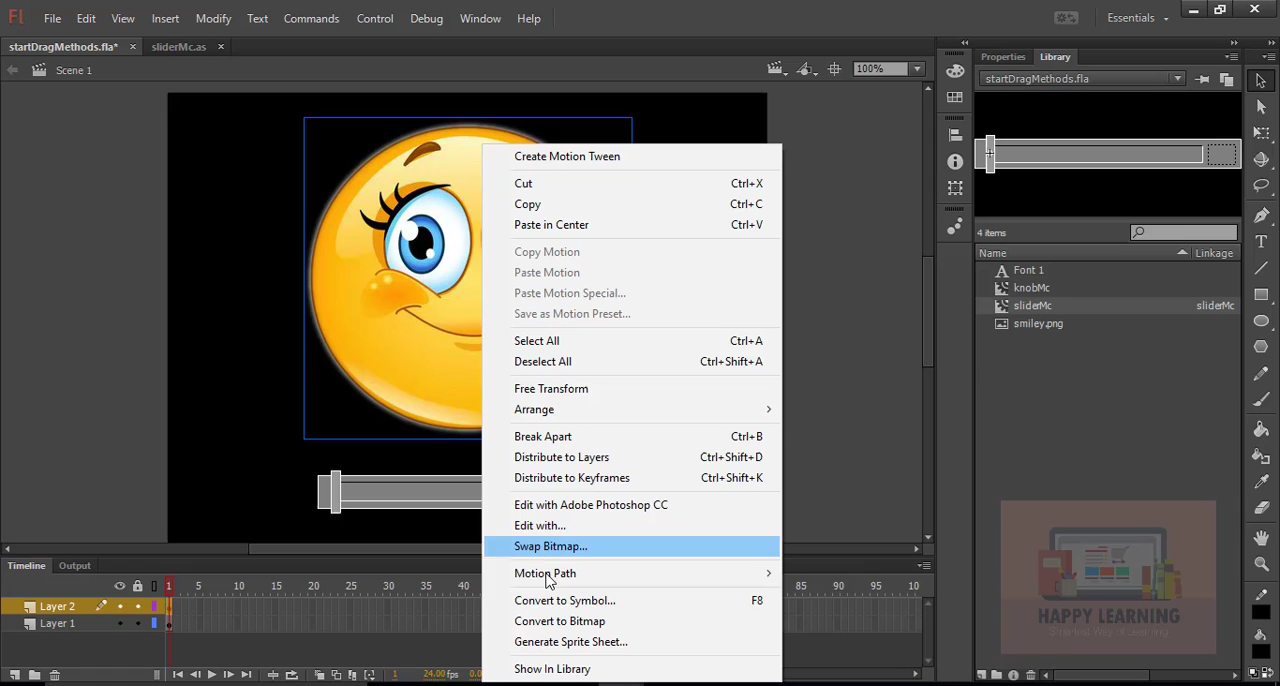 Fl File Edit View Insert Modify Text Commands Control Debug Window Help Essentials
startDragMethods.fla* × sliderMc.as ×
Scene 1 100%
Create Motion Tween
Cut Ctrl+X
Copy Ctrl+C
Paste in Center Ctrl+V
Copy Motion
Paste Motion
Paste Motion Special...
Save as Motion Preset...
Select All Ctrl+A
Deselect All Ctrl+Shift+A
Free Transform
Arrange
Break Apart Ctrl+B
Distribute to Layers Ctrl+Shift+D
Distribute to Keyframes Ctrl+Shift+K
Edit with Adobe Photoshop CC
Edit with...
Swap Bitmap...
Motion Path
Convert to Symbol... F8
Convert to Bitmap
Generate Sprite Sheet...
Show In Library
Properties Library
startDragMethods.fla
4 items
Name Linkage
Font 1
knobMc
sliderMc sliderMc
smiley.png
HAPPY LEARNING
Smartest Way of Learning
Timeline Output
1 5 10 15 20 25 30 35 40 85 90 95 10
Layer 2
Layer 1
1 24.00 fps